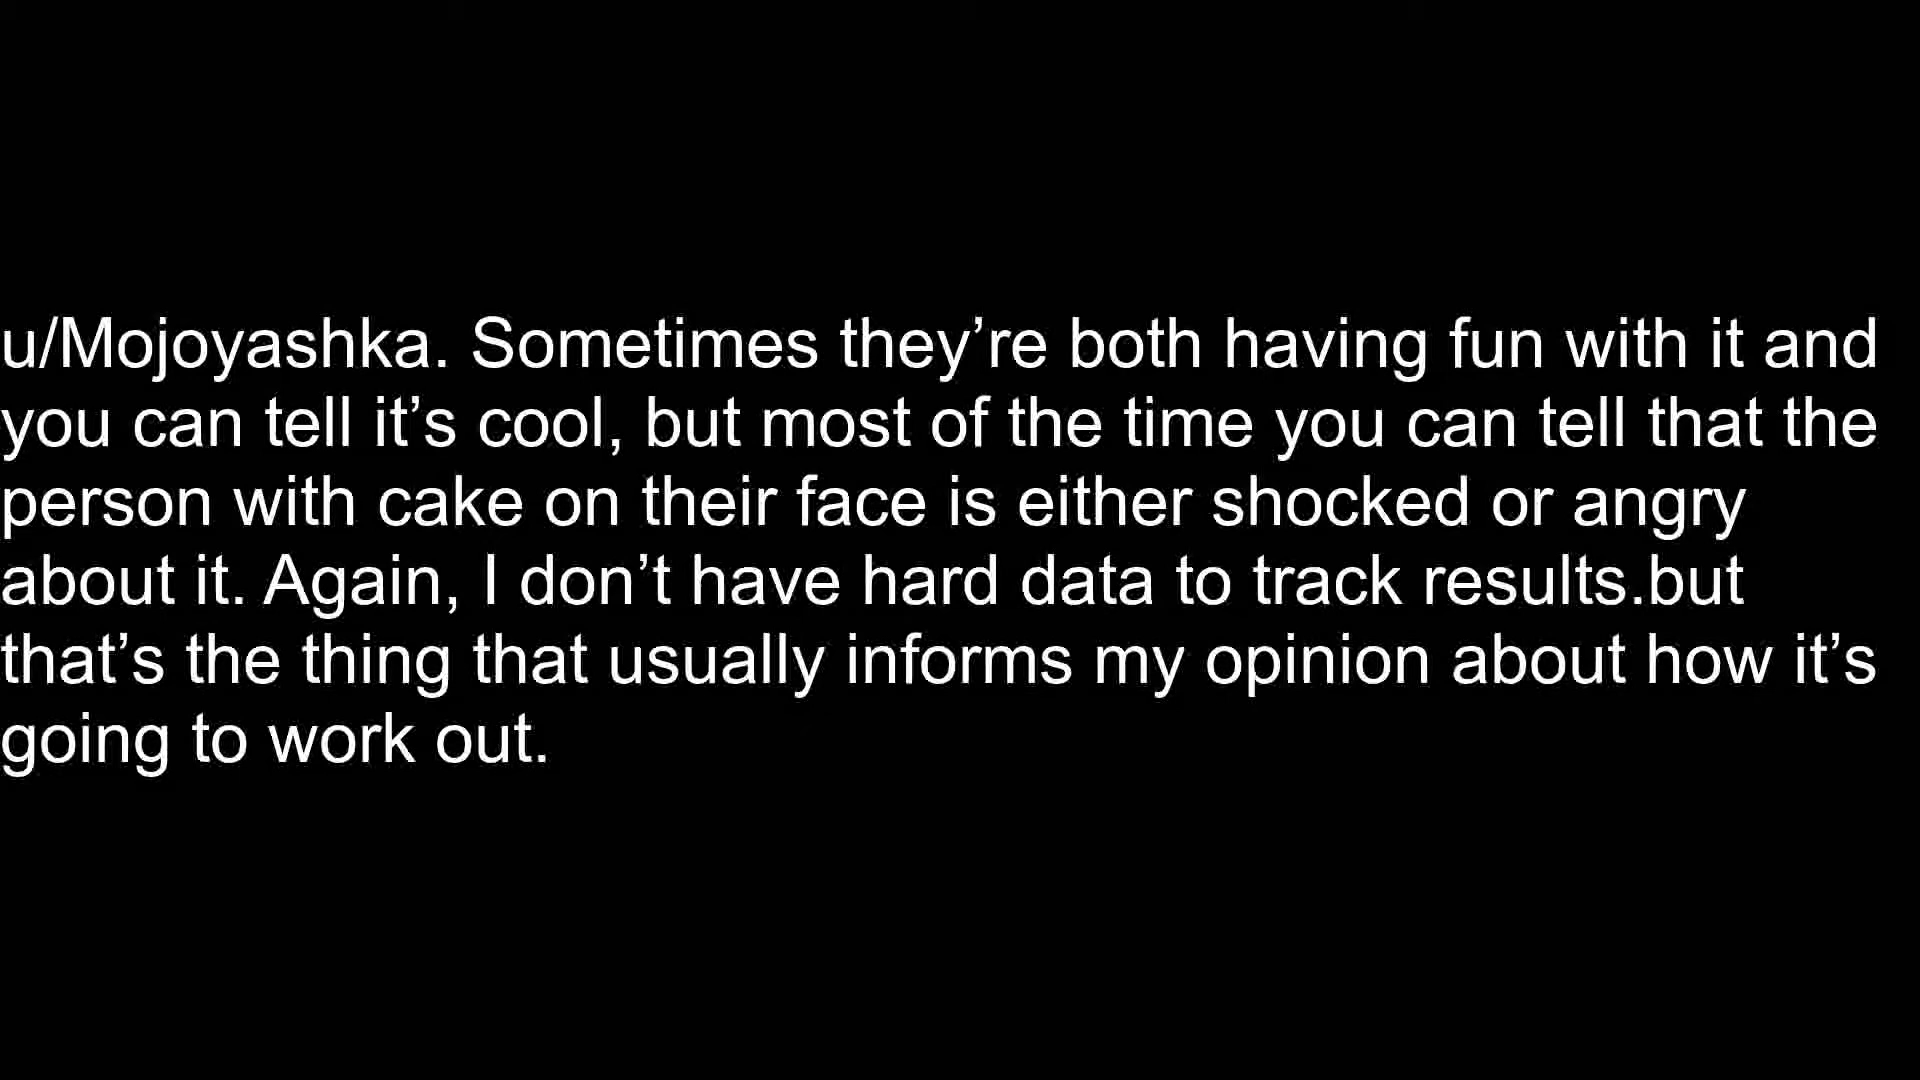 u/Mojoyashka. Sometimes they’re both having fun with it and
you can tell it’s cool, but most of the time you can tell that the
person with cake on their face is either shocked or angry
about it. Again, I don’t have hard data to track results.but
that’s the thing that usually informs my opinion about how it’s
going to work out.